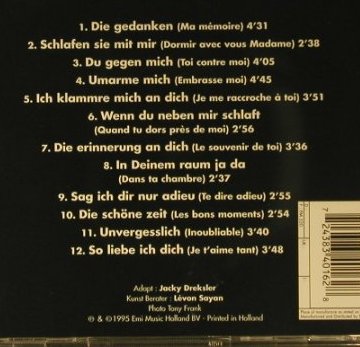 1. Die gedanken (Ma mémoire) 4'31
2. Schlafen sie mit mir (Dormir avec vous Madame) 2'38
3. Du gegen mich (Toi contre moi) 4'05
4. Umarme mich (Embrasse moi) 4'45
5. Ich klammre mich an dich (Je me raccroche à toi) 3'51
6. Wenn du neben mir schlaft
(Quand tu dors près de moi) 2'56
7. Die erinnerung an dich (Le souvenir de toi) 1'36
8. In Deinem raum ja da
(Dans ta chambre) 2'37
9. Sag ich dir nur adieu (Te dire adieu) 2'55
10. Die schöne zeit (Les bons moments) 2'54
11. Unvergesslich (Inoubliable) 1'40
12. So liebe ich dich (Je t'aime tant) 3'48
Adapt : Jacky Dreksler
Kunst Berater : Lévon Sayan
Photo Tony Frank
℗ & © 1995 Emi Music Holland BV - Printed in Holland
7 24383 40162 8